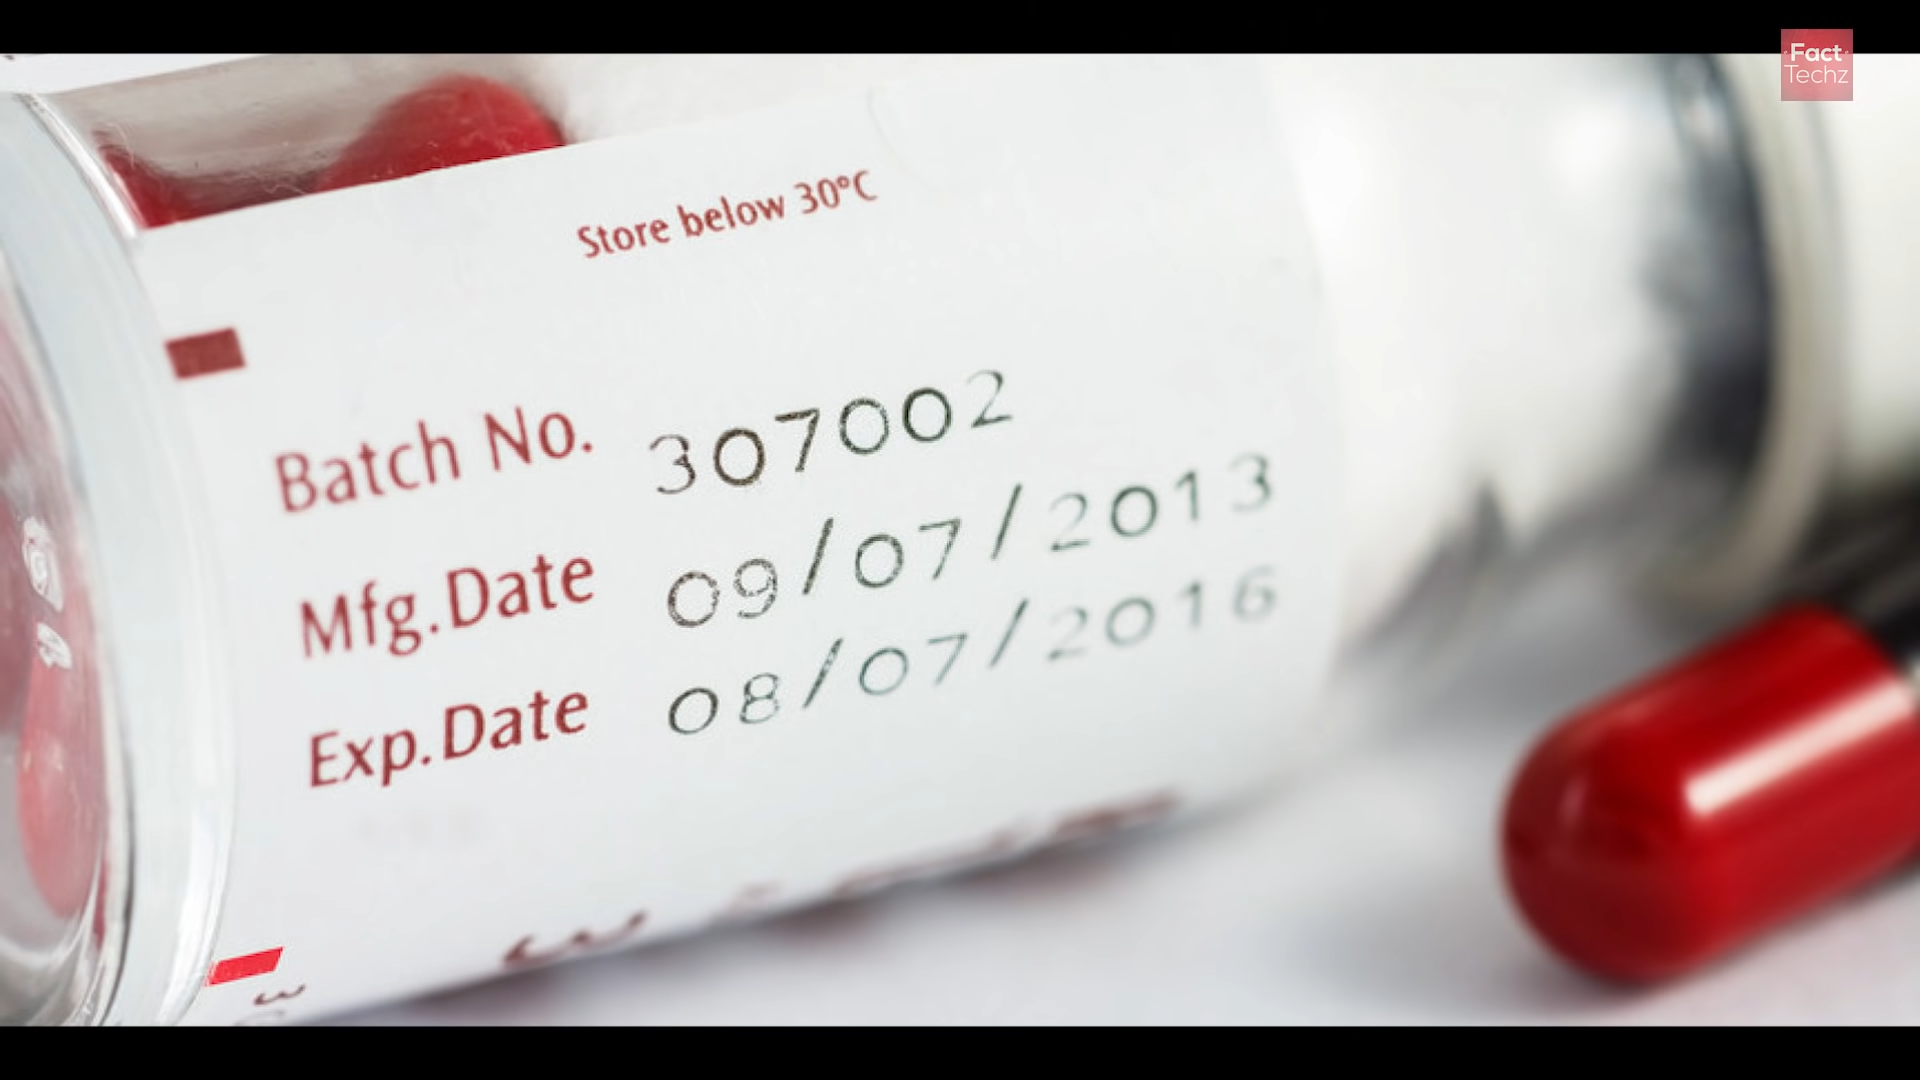 Fact
Techz
Store below 30°C
Batch No. 307002
Mfg.Date 09/07/2013
Exp.Date 08/07/2016